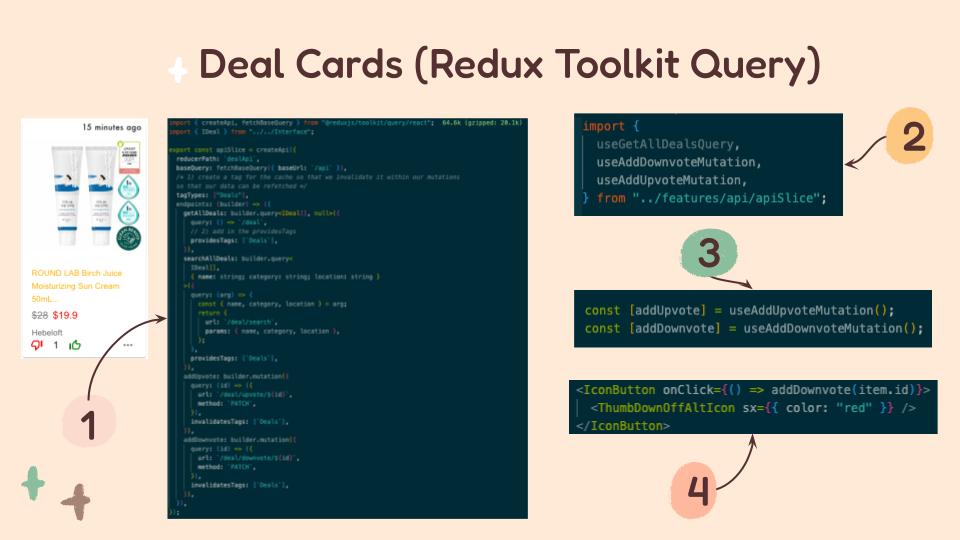 Deal Cards (Redux Toolkit Query)
15 minutes ago
ROUND LAB Birch Juice
Moisturizing Sun Cream
50mL...
$28 $19.9
Hebeloft
1
...
1
import { createApi, fetchBaseQuery } from "@reduxjs/toolkit/query/react"; 64.6k (gzipped: 20.1k)
import { IDeal } from "../../Interface";
export const apiSlice = createApi({
reducerPath: `dealApi`,
baseQuery: fetchBaseQuery({ baseUrl: `/api` }),
/* 1) create a tag for the cache so that we invalidate it within our mutations
so that our data can be refetched */
tagTypes: ["Deals"],
endpoints: (builder) => ({
getAllDeals: builder.query<IDeal[], null>({
query: () => `/deal`,
// 2) add in the providesTags
providesTags: [`Deals`],
}),
searchAllDeals: builder.query<
IDeal[],
{ name: string; category: string; location: string }
>({
query: (arg) => {
const { name, category, location } = arg;
return {
url: `/deal/search`,
params: { name, category, location },
};
},
providesTags: [`Deals`],
}),
addUpvote: builder.mutation({
query: (id) => ({
url: `/deal/upvote/${id}`,
method: `PATCH`,
}),
invalidatesTags: [`Deals`],
}),
addDownvote: builder.mutation({
query: (id) => ({
url: `/deal/downvote/${id}`,
method: `PATCH`,
}),
invalidatesTags: [`Deals`],
}),
}),
});
import {
useGetAllDealsQuery,
useAddDownvoteMutation,
useAddUpvoteMutation,
} from "../features/api/apiSlice";
2
3
const [addUpvote] = useAddUpvoteMutation();
const [addDownvote] = useAddDownvoteMutation();
<IconButton onClick={() => addDownvote(item.id)}>
<ThumbDownOffAltIcon sx={{ color: "red" }} />
</IconButton>
4